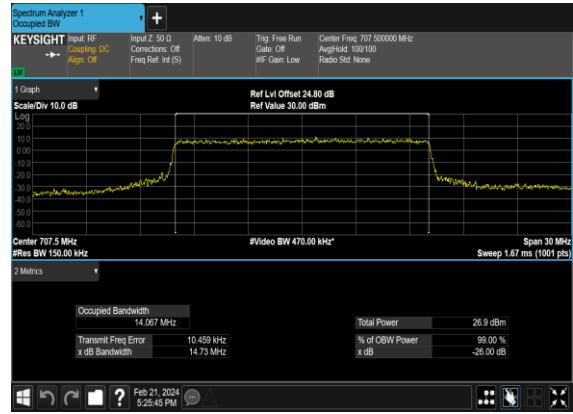 Spectrum Analyzer 1
Occupied BW
KEYSIGHT Input: RF Input Z: 50 Ω Atten: 10 dB Trig: Free Run Center Freq: 707.500000 MHz
Coupling: DC Corrections: Off Gate: Off Avg|Hold: 100/100
Align: Off Freq Ref: Int (S) #IF Gain: Low Radio Std: None
LXI
1 Graph Ref Lvl Offset 24.80 dB
Scale/Div 10.0 dB Ref Value 30.00 dBm
Log
20.0
10.0
0.00
-10.0
-20.0
-30.0
-40.0
-50.0
-60.0
Center 707.5 MHz #Video BW 470.00 kHz* Span 30 MHz
#Res BW 150.00 kHz Sweep 1.67 ms (1001 pts)
2 Metrics
Occupied Bandwidth
14.067 MHz Total Power 26.9 dBm
Transmit Freq Error 10.459 kHz % of OBW Power 99.00 %
x dB Bandwidth 14.73 MHz x dB -26.00 dB
Feb 21, 2024
5:25:45 PM